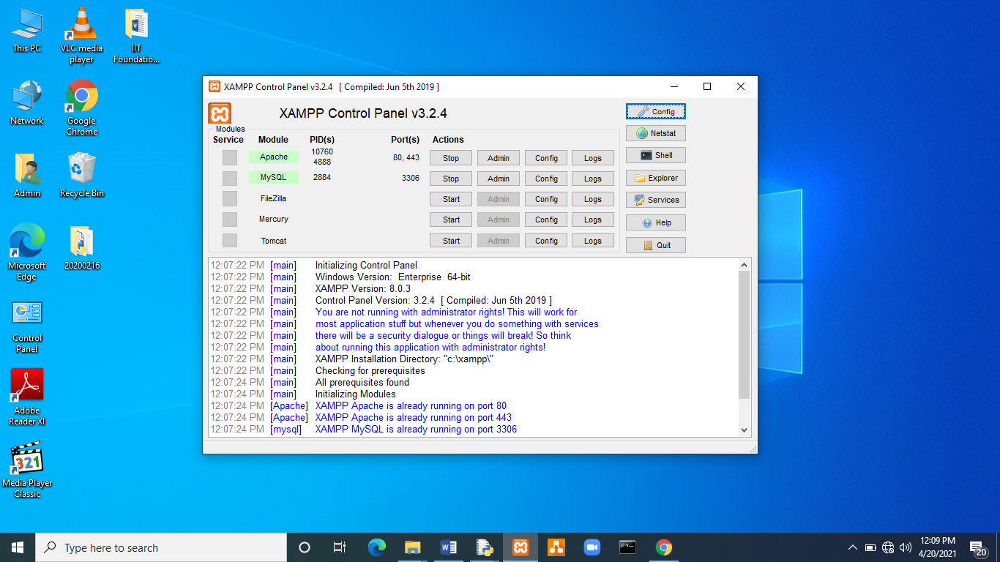 This PC
VLC media
player
IIT
Foundatio...
Network
Google
Chrome
Admin
Recycle Bin
Microsoft
Edge
20200216
Control
Panel
Adobe
Reader XI
321
Media Player
Classic
XAMPP Control Panel v3.2.4 [ Compiled: Jun 5th 2019 ]
XAMPP Control Panel v3.2.4
Modules
Service Module PID(s) Port(s) Actions
Apache 10760 4888 80, 443 Stop Admin Config Logs
MySQL 2884 3306 Stop Admin Config Logs
FileZilla Start Admin Config Logs
Mercury Start Admin Config Logs
Tomcat Start Admin Config Logs
Config
Netstat
Shell
Explorer
Services
Help
Quit
12:07:22 PM [main] Initializing Control Panel
12:07:22 PM [main] Windows Version: Enterprise 64-bit
12:07:22 PM [main] XAMPP Version: 8.0.3
12:07:22 PM [main] Control Panel Version: 3.2.4 [ Compiled: Jun 5th 2019 ]
12:07:22 PM [main] You are not running with administrator rights! This will work for
12:07:22 PM [main] most application stuff but whenever you do something with services
12:07:22 PM [main] there will be a security dialogue or things will break! So think
12:07:22 PM [main] about running this application with administrator rights!
12:07:22 PM [main] XAMPP Installation Directory: "c:\xampp\"
12:07:22 PM [main] Checking for prerequisites
12:07:24 PM [main] All prerequisites found
12:07:24 PM [main] Initializing Modules
12:07:24 PM [Apache] XAMPP Apache is already running on port 80
12:07:24 PM [Apache] XAMPP Apache is already running on port 443
12:07:24 PM [mysql] XAMPP MySQL is already running on port 3306
Type here to search
12:09 PM
4/20/2021
20